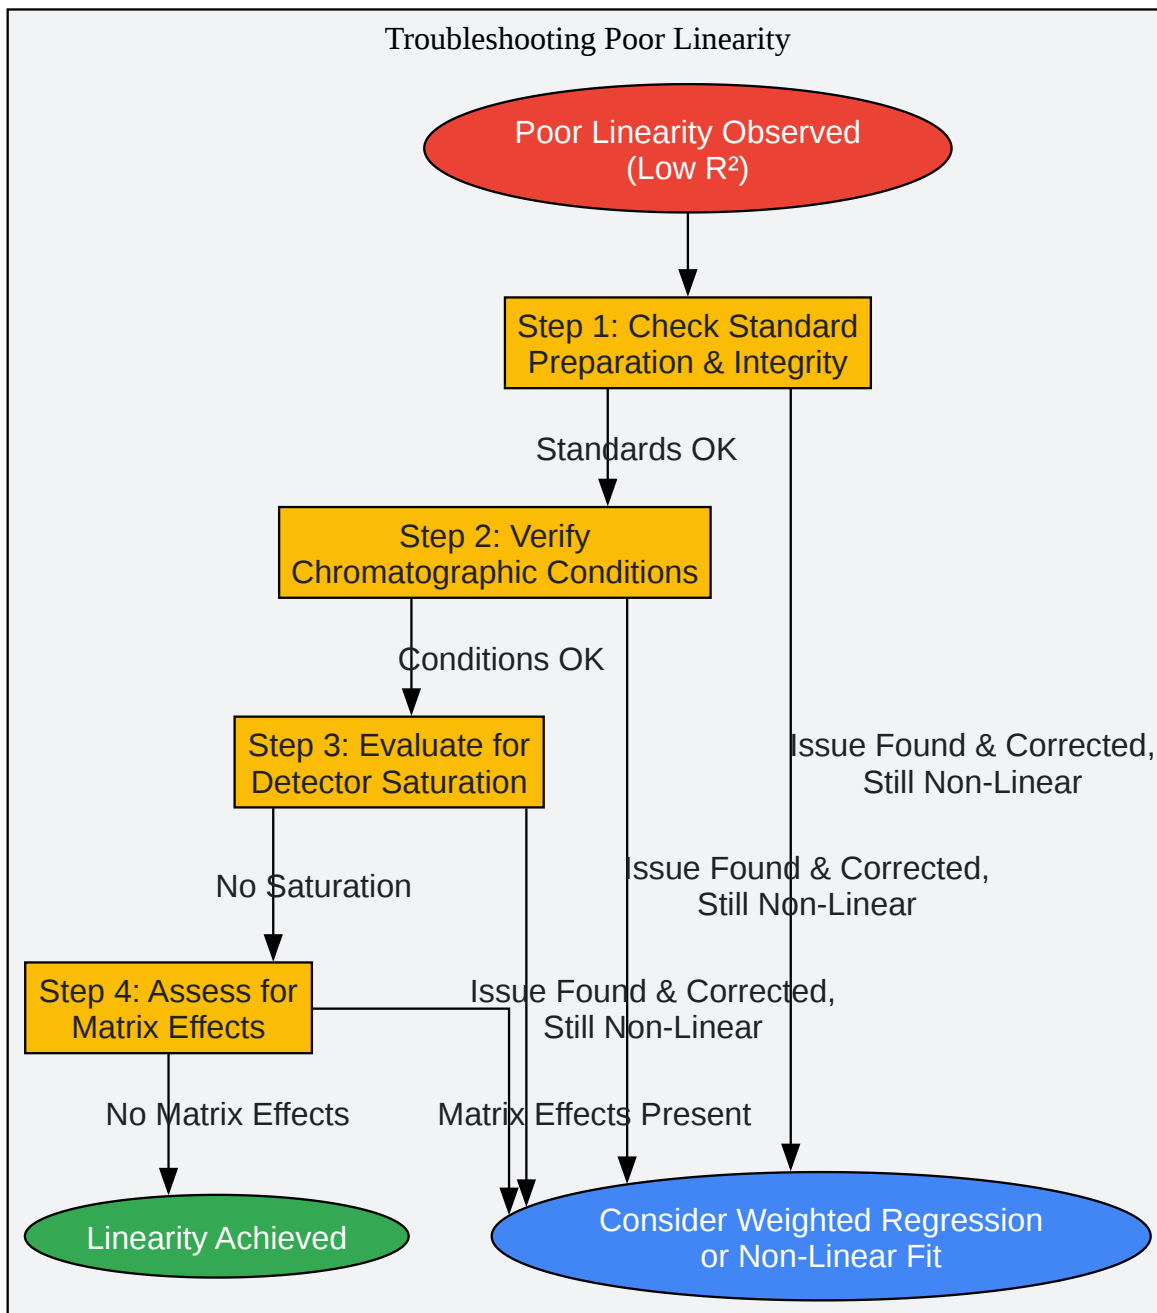 Troubleshooting Poor Linearity
Poor Linearity Observed
(Low R²)
Step 1: Check Standard
Preparation & Integrity
Standards OK
Step 2: Verify
Chromatographic Conditions
Conditions OK
Step 3: Evaluate for
Detector Saturation
Issue Found & Corrected,
Still Non-Linear
No Saturation
Issue Found & Corrected,
Still Non-Linear
Step 4: Assess for
Matrix Effects
Issue Found & Corrected,
Still Non-Linear
No Matrix Effects
Matrix Effects Present
Linearity Achieved
Consider Weighted Regression
or Non-Linear Fit